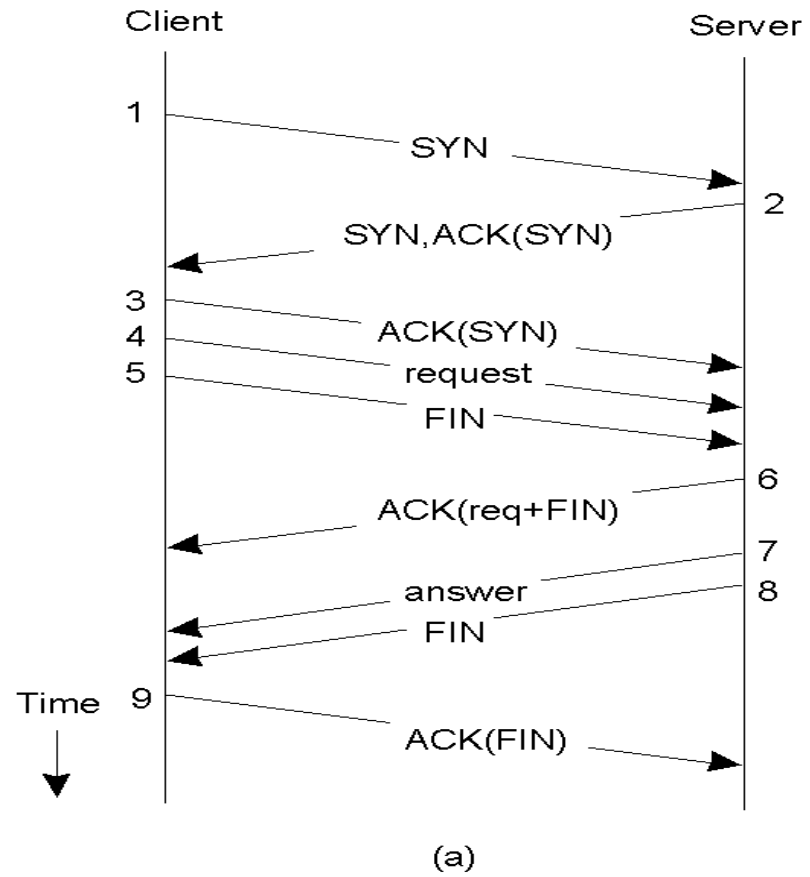 Client
Server
1
SYN
2
SYN,ACK(SYN)
3
ACK(SYN)
4
request
5
FIN
6
ACK(req+FIN)
7
answer
8
FIN
9
Time
ACK(FIN)
(a)